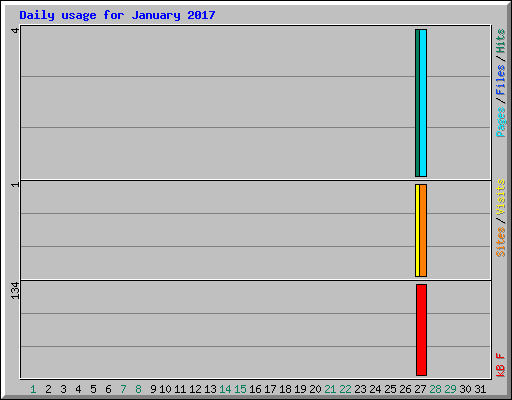 Daily usage for January 2017
4
Pages / Files / Hits
1
Sites / Visits
134
kB F
1 2 3 4 5 6 7 8 9 10 11 12 13 14 15 16 17 18 19 20 21 22 23 24 25 26 27 28 29 30 31